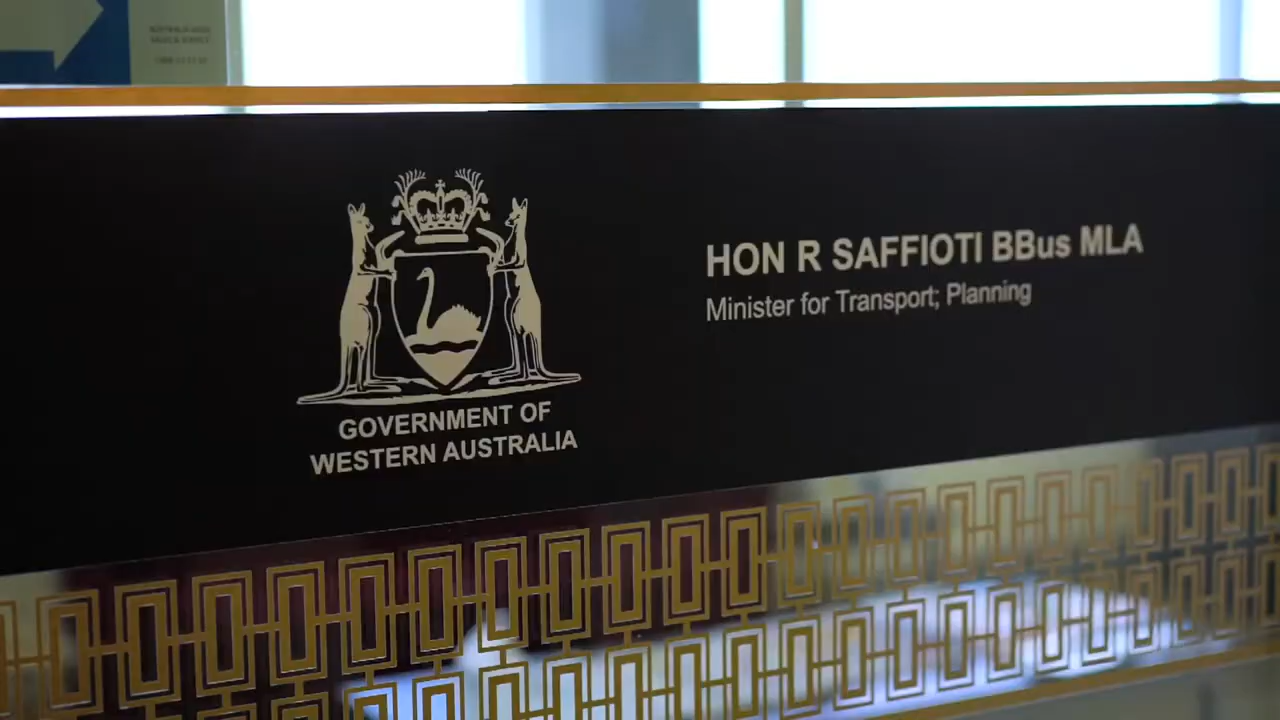 GOVERNMENT OF
WESTERN AUSTRALIA
HON R SAFFIOTI BBus MLA
Minister for Transport; Planning